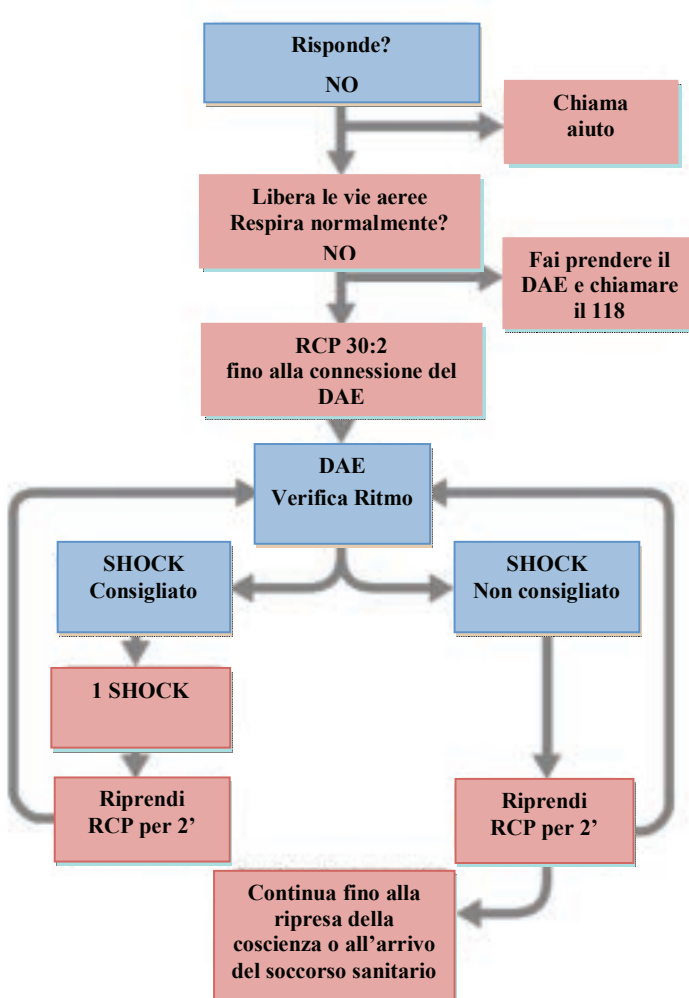 Risponde?
NO
Chiama
aiuto
Libera le vie aeree
Respira normalmente?
NO
Fai prendere il
DAE e chiamare
il 118
RCP 30:2
fino alla connessione del
DAE
DAE
Verifica Ritmo
SHOCK
Consigliato
SHOCK
Non consigliato
1 SHOCK
Riprendi
RCP per 2’
Riprendi
RCP per 2’
Continua fino alla
ripresa della
coscienza o all’arrivo
del soccorso sanitario